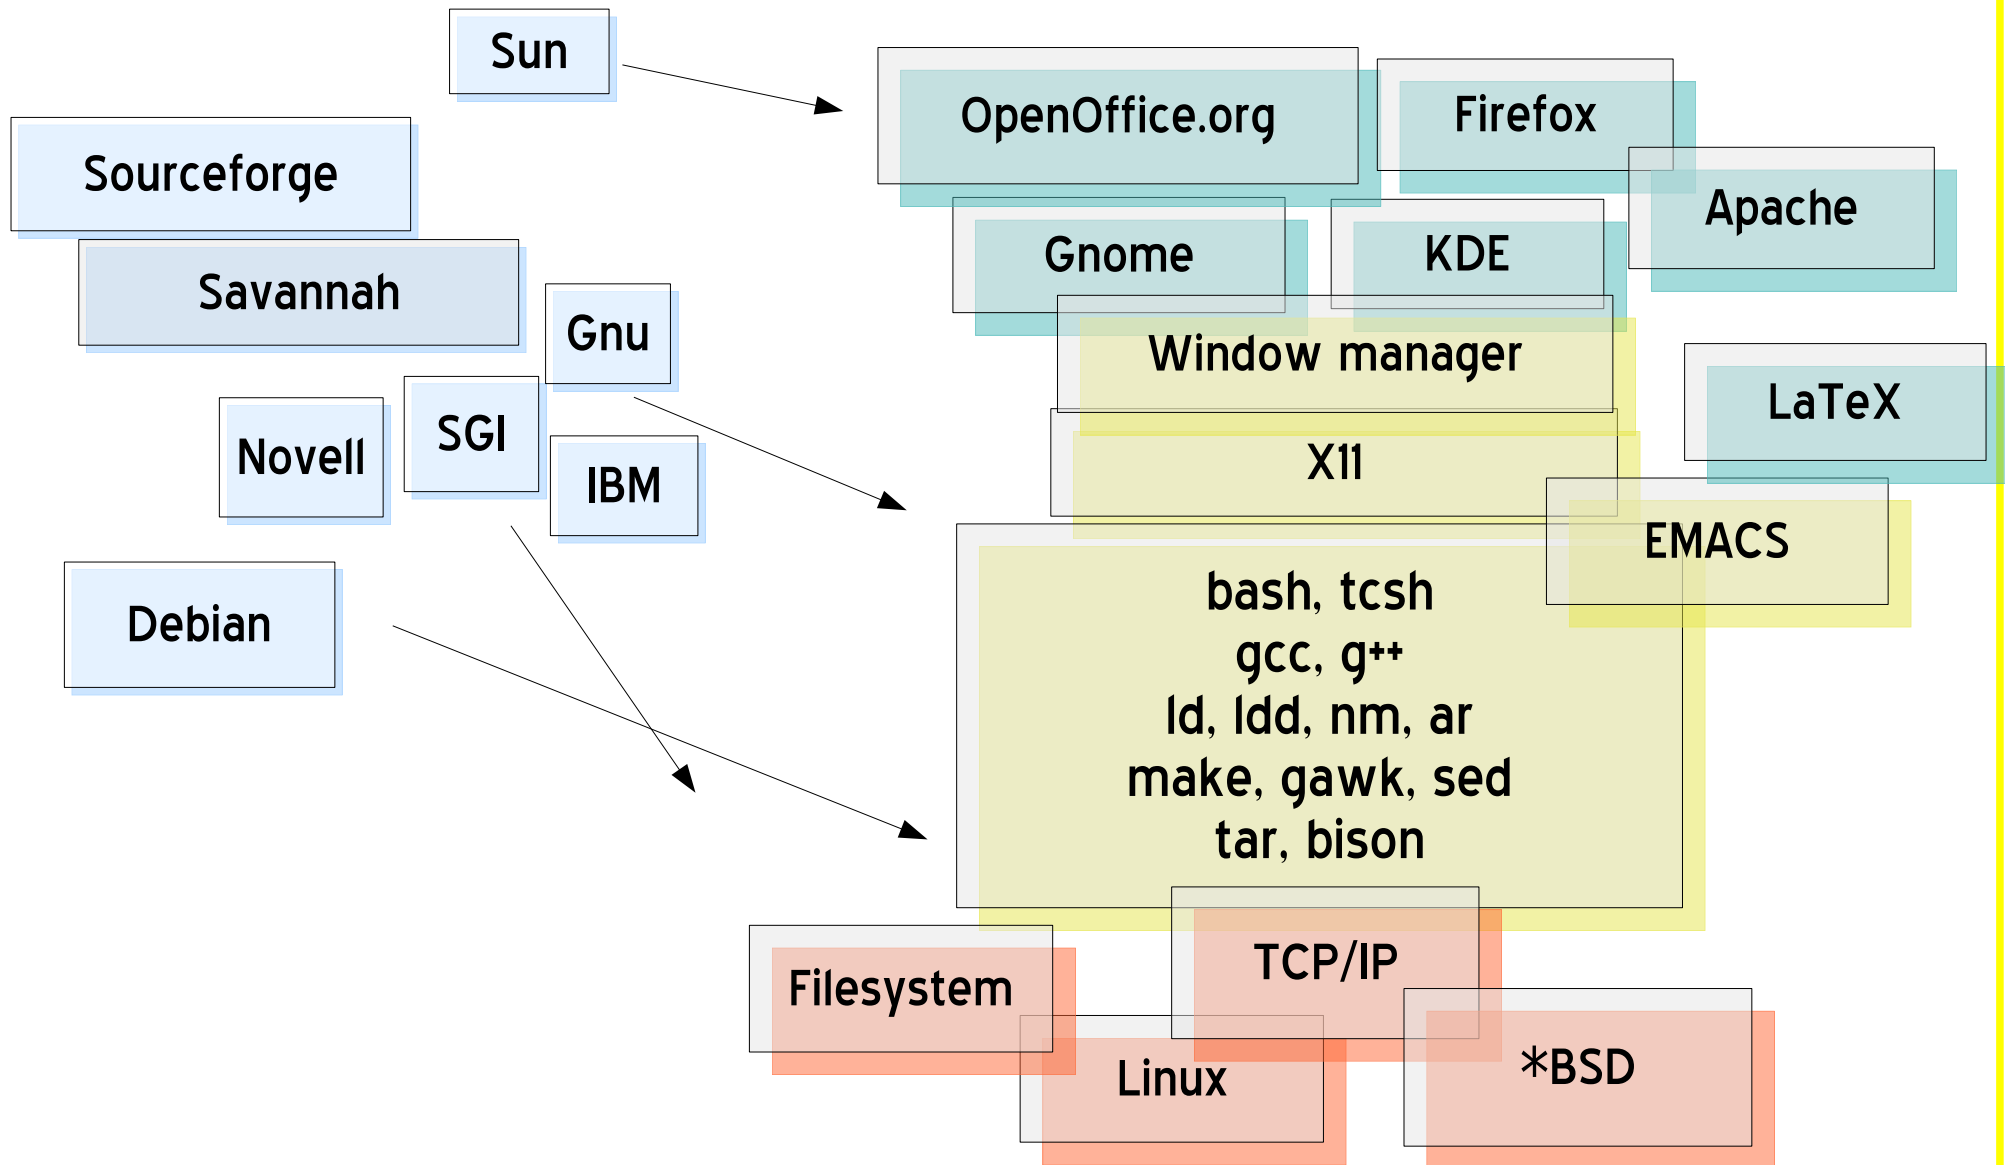 Sun
OpenOffice.org
Firefox
Sourceforge
Apache
Gnome
KDE
Savannah
Gnu
Window manager
LaTeX
SGI
Novell
X11
IBM
EMACS
Debian
bash, tcsh
gcc, g++
ld, ldd, nm, ar
make, gawk, sed
tar, bison
TCP/IP
Filesystem
Linux
*BSD